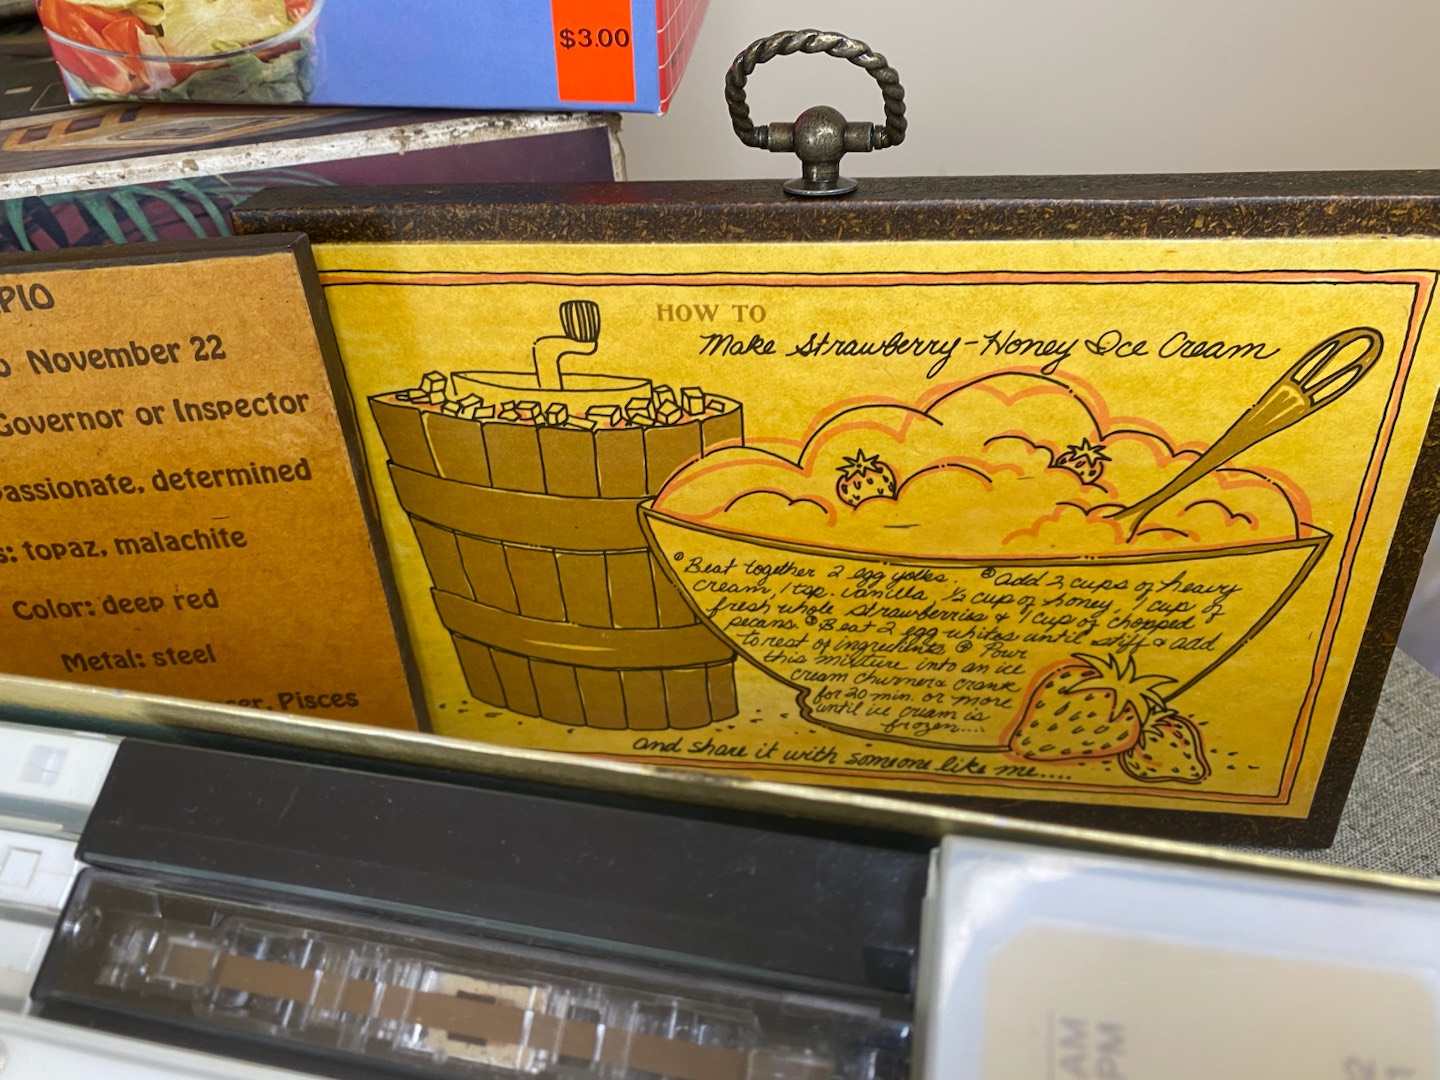 $3.00
PIO
o November 22
Governor or Inspector
Passionate, determined
s: topaz, malachite
Color: deep red
Metal: steel
cer, Pisces
HOW TO
Make Strawberry-Honey Ice Cream
① Beat together 2 egg yolks. ② Add 2 cups of heavy
cream, 1 tsp. vanilla, ½ cup of honey, 1 cup of
fresh whole strawberries & 1 cup of chopped
pecans. ③ Beat 2 egg whites until stiff & add
to rest of ingredients ④ Pour
this mixture into an ice
cream churner & crank
for 20 min. or more
until ice cream is
frozen....
and share it with someone like me....
AM
PM